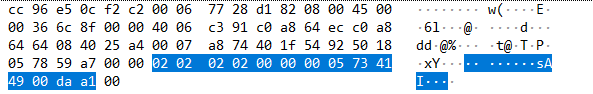 cc 96 e5 0c f2 c2 00 06 77 28 d1 82 08 00 45 00 ········w(····E·
00 36 6c 8f 00 00 40 06 c3 91 c0 a8 64 ec c0 a8 ·6l···@·····d···
64 64 08 40 25 a4 00 07 a8 74 40 1f 54 92 50 18 dd·@%····t@·T·P·
05 78 59 a7 00 00 02 02 02 02 00 00 00 05 73 41 ·xY···········sA
49 00 da a1 00 I····